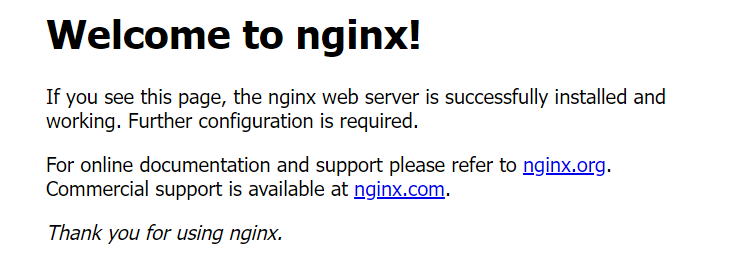 Welcome to nginx!
If you see this page, the nginx web server is successfully installed and
working. Further configuration is required.
For online documentation and support please refer to nginx.org.
Commercial support is available at nginx.com.
Thank you for using nginx.